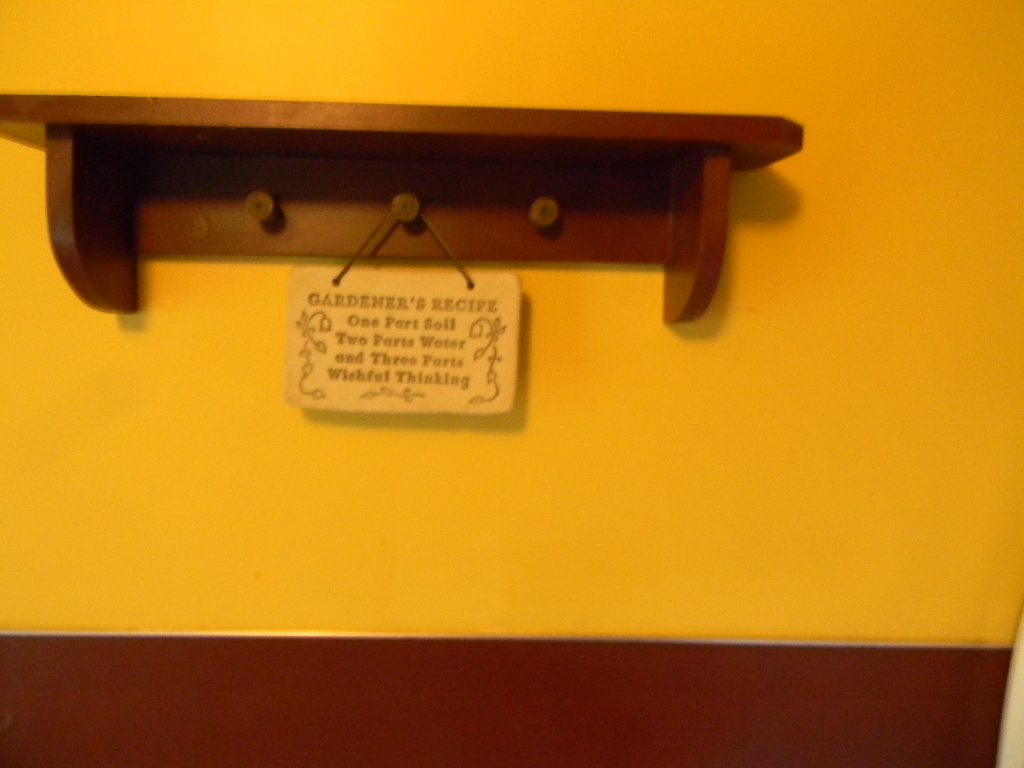 GARDENER'S RECIPE
One Part Soil
Two Parts Water
and Three Parts
Wishful Thinking